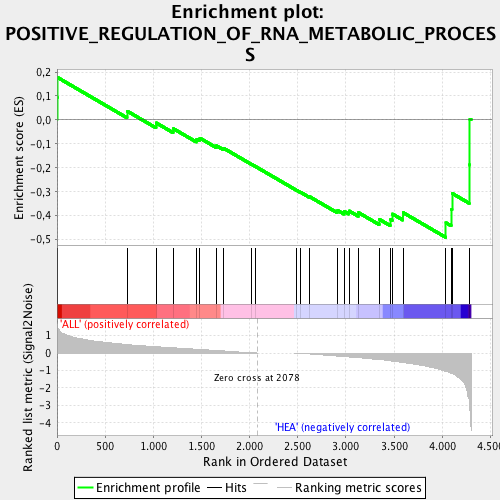 Enrichment plot:
POSITIVE_REGULATION_OF_RNA_METABOLIC_PROCES
S
Enrichment score (ES)
0,2
0,1
0,0
-0,1
-0,2
-0,3
-0,4
-0,5
'ALL' (positively correlated)
Ranked list metric (Signal2Noise)
1
0
-1
-2
-3
-4
Zero cross at 2078
'HEA' (negatively correlated)
0
500
1.000
1.500
2.000
2.500
3.000
3.500
4.000
4.500
Rank in Ordered Dataset
Enrichment profile
Hits
Ranking metric scores